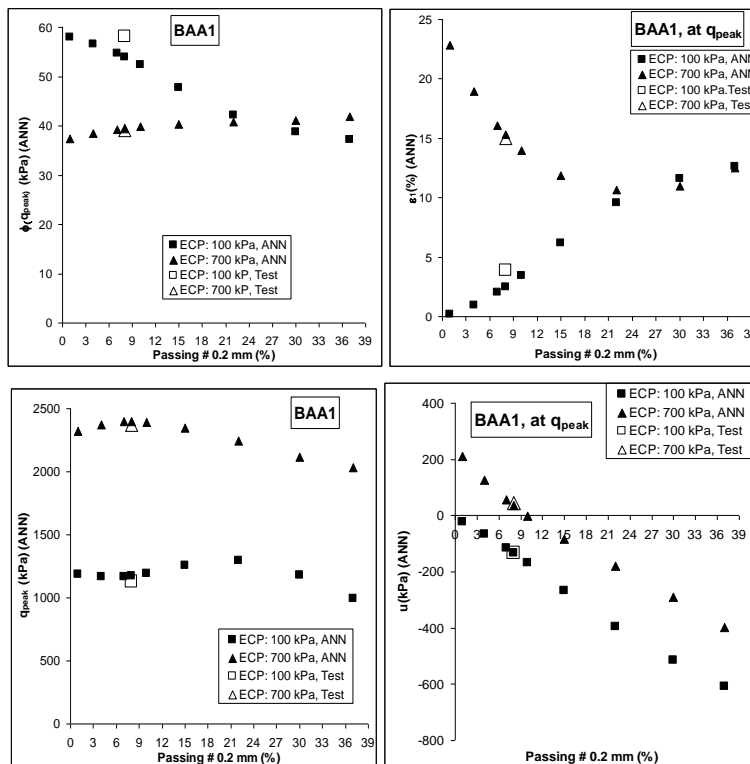 BAA1
60
50
40
30
20
10
0
ϕ(qpeak) (kPa) (ANN)
ECP: 100 kPa, ANN
ECP: 700 kPa, ANN
ECP: 100 kP, Test
ECP: 700 kP, Test
0 3 6 9 12 15 18 21 24 27 30 33 36 39
Passing # 0.2 mm (%)
BAA1, at qpeak
ECP: 100 kPa, ANN
ECP: 700 kPa, ANN
ECP: 100 kPa.Test
ECP: 700 kPa, Test
25
20
15
10
5
0
ε1(%) (ANN)
0 3 6 9 12 15 18 21 24 27 30 33 36 39
Passing # 0.2 mm (%)
BAA1
2500
2000
1500
1000
500
0
qpeak (kPa) (ANN)
ECP: 100 kPa, ANN
ECP: 700 kPa, ANN
ECP: 100 kPa, Test
ECP: 700 kPa, Test
0 3 6 9 12 15 18 21 24 27 30 33 36 39
Passing # 0.2 mm (%)
ECP: 100 kPa, ANN
ECP: 700 kPa, ANN
ECP: 100 kPa, Test
ECP: 700 kPa, Test
BAA1, at qpeak
400
200
0
-200
-400
-600
-800
u(kPa) (ANN)
0 3 6 9 12 15 18 21 24 27 30 33 36 39
Passing # 0.2 mm (%)